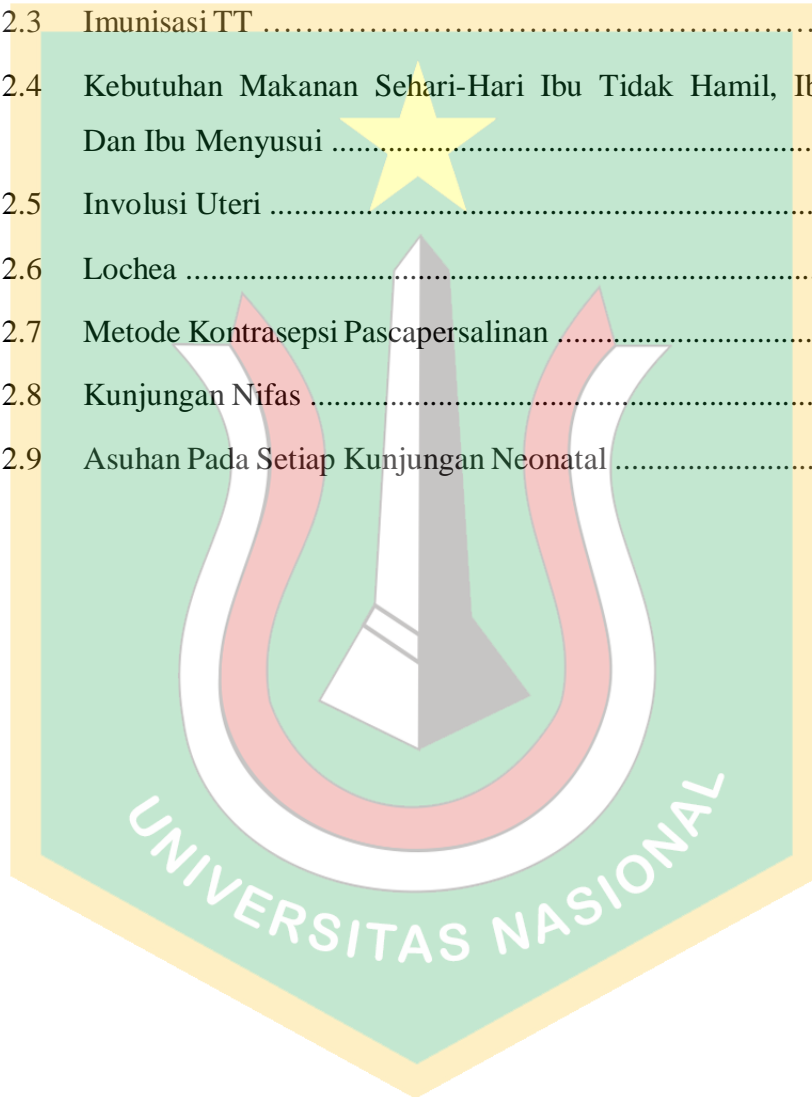 2.3 Imunisasi TT ....................................................
2.4 Kebutuhan Makanan Sehari-Hari Ibu Tidak Hamil,
Dan Ibu Menyusui ....................................................
2.5 Involusi Uteri ....................................................
2.6 Lochea ....................................................
2.7 Metode Kontrasepsi Pascapersalinan ....................................................
2.8 Kunjungan Nifas ....................................................
2.9 Asuhan Pada Setiap Kunjungan Neonatal ....................................................
UNIVERSITAS NASIONAL